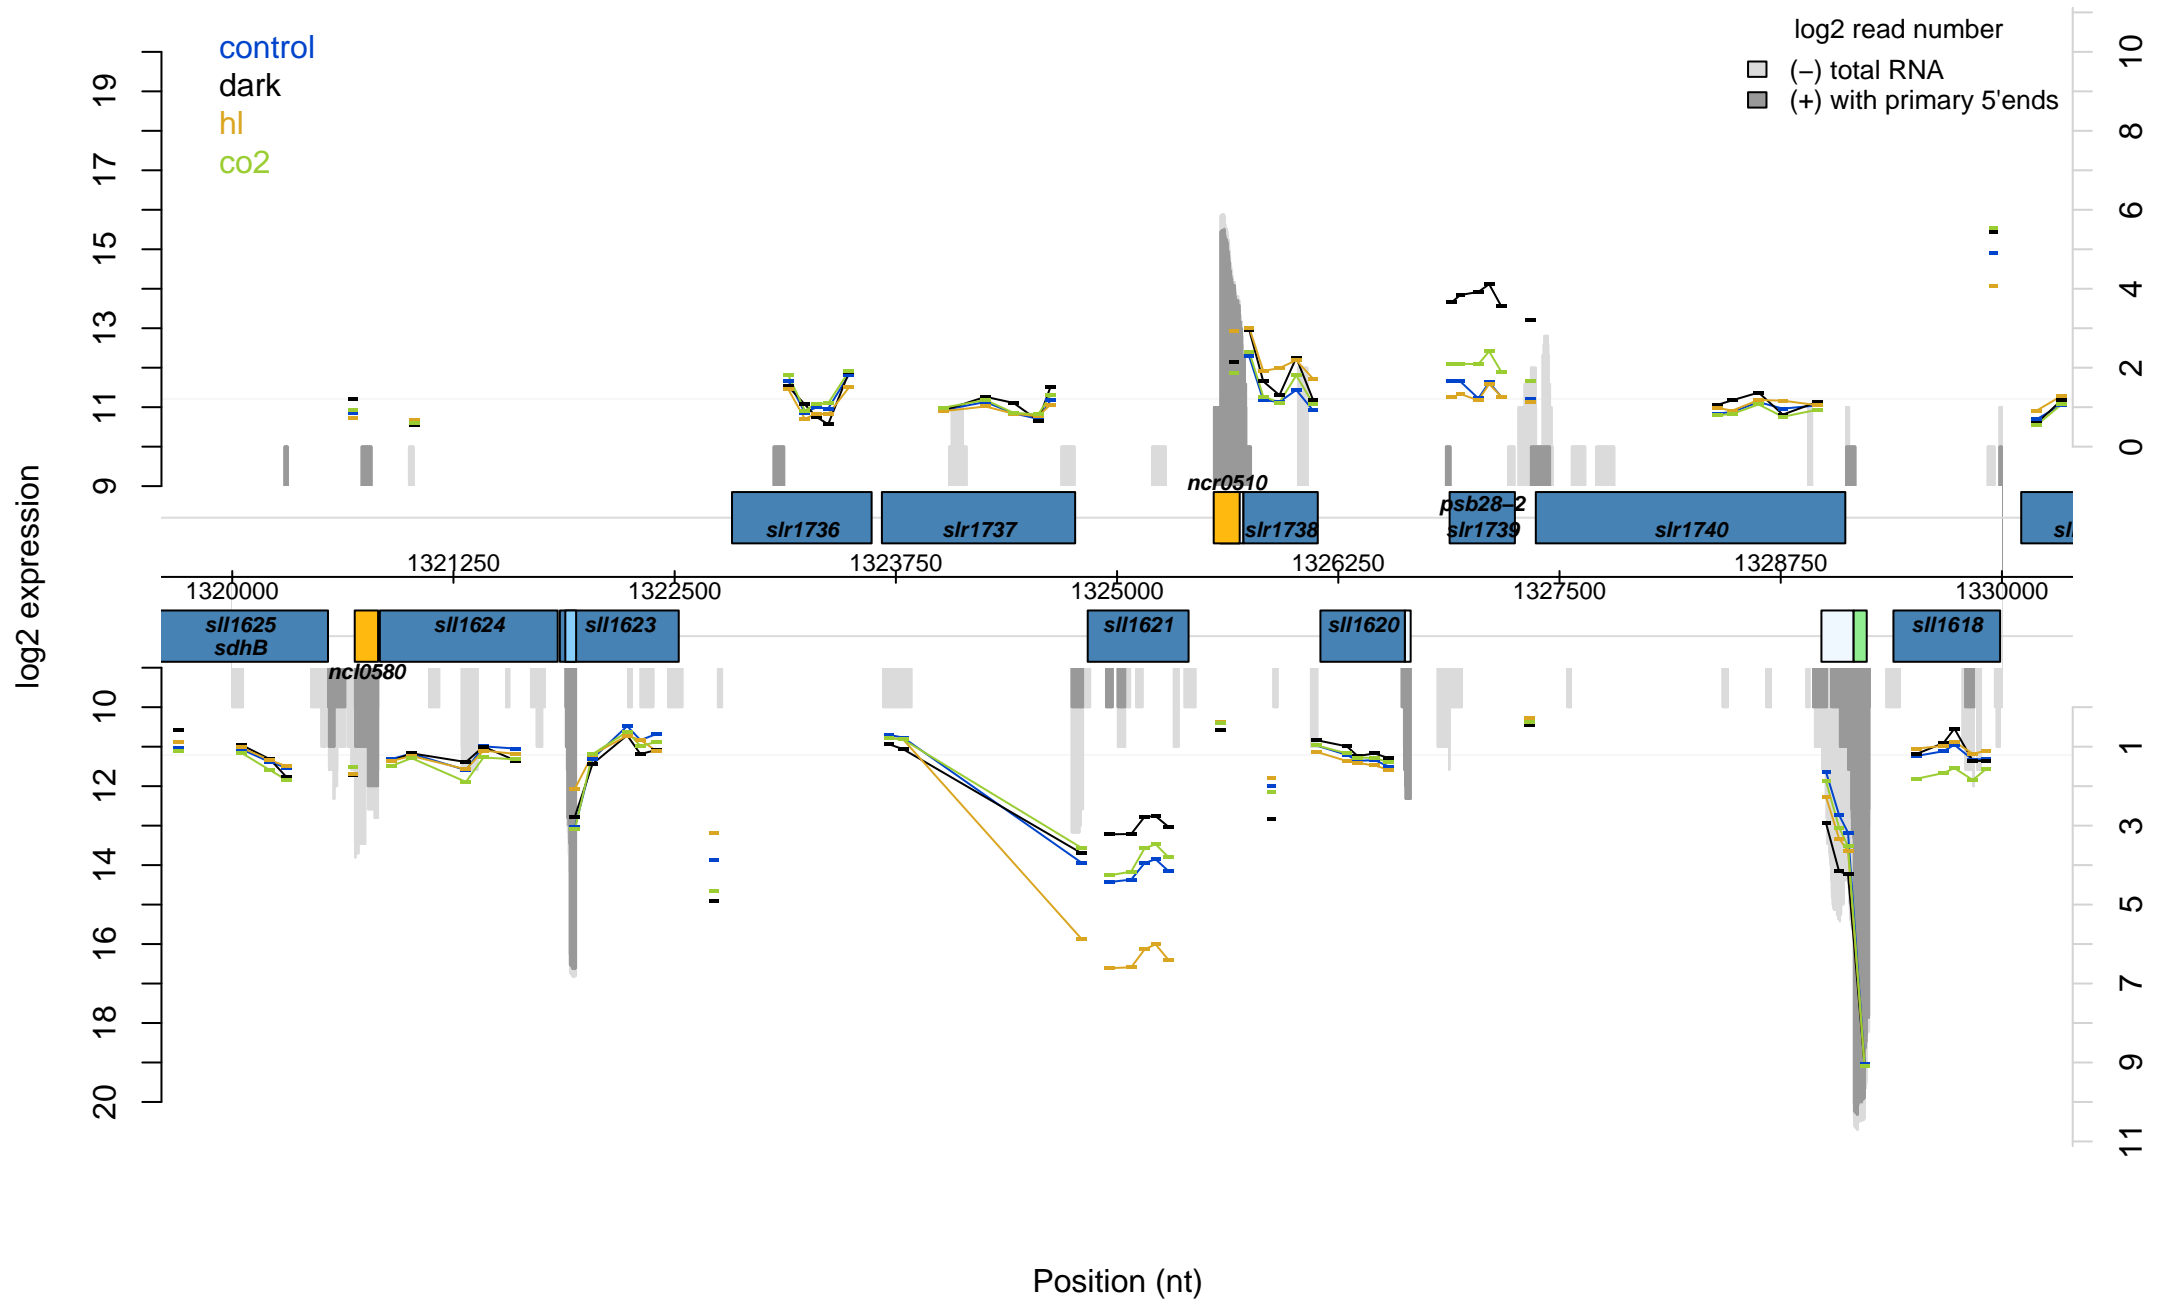 control
dark
hl
co2
log2 read number
(−) total RNA
(+) with primary 5'ends
19
17
15
13
11
9
10
8
6
4
2
0
log2 expression
ncr0510
psb28−2
slr1736
slr1737
slr1738
slr1739
slr1740
sl
1321250
1323750
1326250
1328750
1320000
1322500
1325000
1327500
1330000
sll1625
sdhB
sll1624
sll1623
sll1621
sll1620
sll1618
ncl0580
10
12
14
16
18
20
1
3
5
7
9
11
Position (nt)